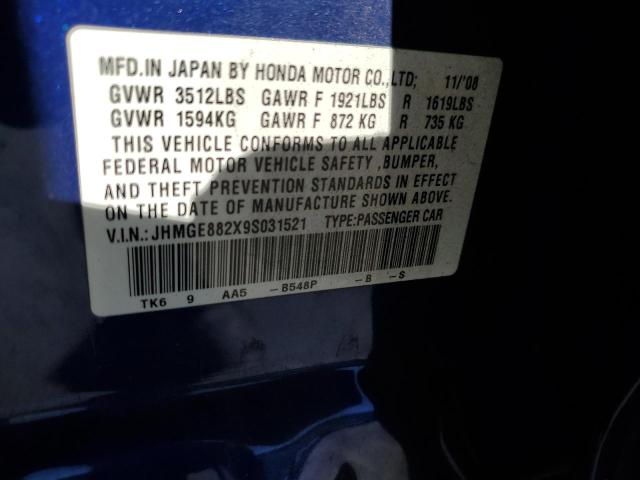 MFD.IN JAPAN BY HONDA MOTOR CO.,LTD; 11/'08
GVWR 3512LBS GAWR F 1921LBS R 1619LBS
GVWR 1594KG GAWR F 872 KG R 735 KG
THIS VEHICLE CONFORMS TO ALL APPLICABLE
FEDERAL MOTOR VEHICLE SAFETY ,BUMPER,
AND THEFT PREVENTION STANDARDS IN EFFECT
ON THE DATE OF MANUFACTURE SHOWN ABOVE.
V.I.N.:JHMGE882X9S031521 TYPE:PASSENGER CAR
TK6 9 AA5 -B548P -B -S